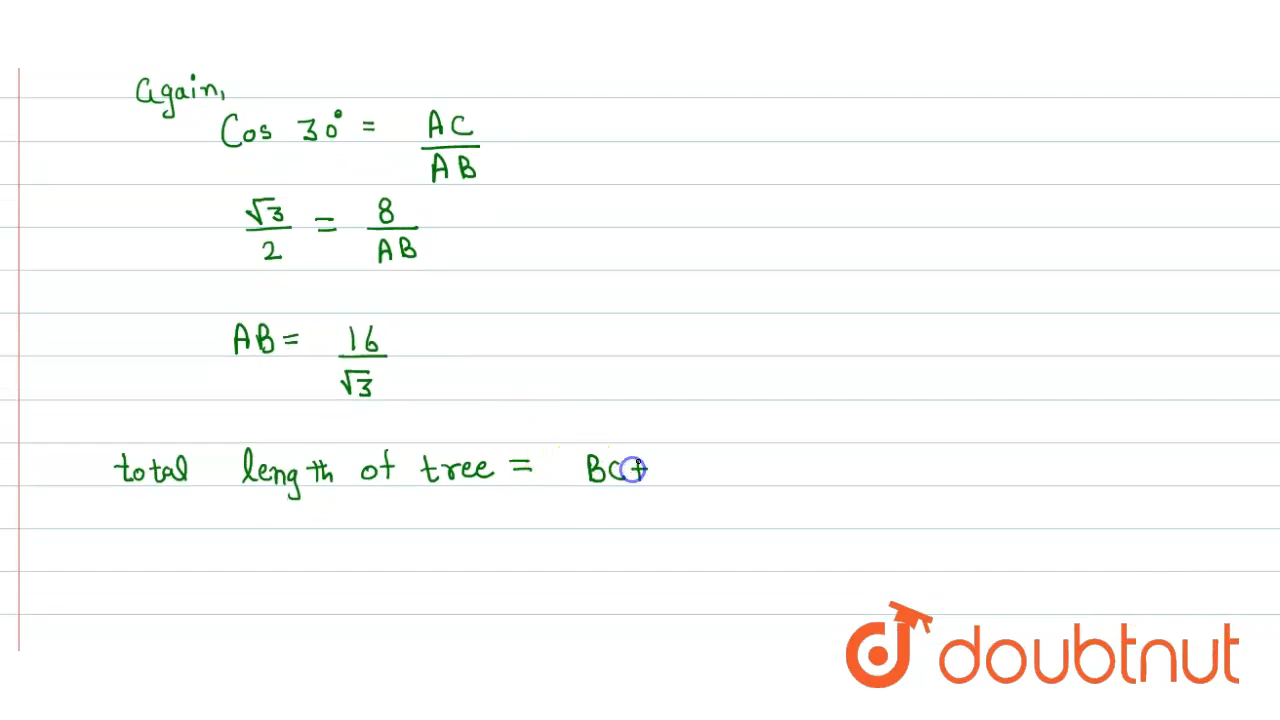 Again,
Cos 30° = AC/AB
√3/2 = 8/AB
AB = 16/√3
total length of tree = BC+
doubtnut